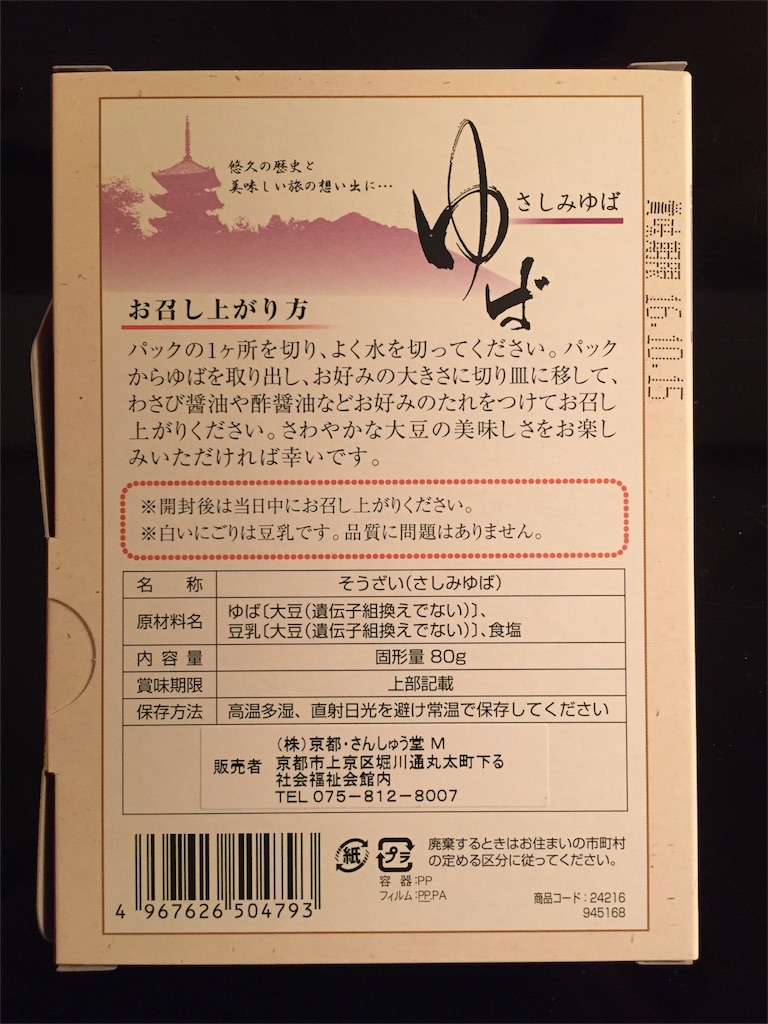 悠久の歴史と
美味しい旅の想い出に…
ゆば
さしみゆば
賞味期限 16.10.15
お召し上がり方
パックの1ヶ所を切り、よく水を切ってください。パック
からゆばを取り出し、お好みの大きさに切り皿に移して、
わさび醤油や酢醤油などお好みのたれをつけてお召し
上がりください。さわやかな大豆の美味しさをお楽し
みいただければ幸いです。
※開封後は当日中にお召し上がりください。
※白いにごりは豆乳です。品質に問題はありません。
名 称 そうざい(さしみゆば)
原材料名 ゆば〔大豆(遺伝子組換えでない)〕、
豆乳〔大豆(遺伝子組換えでない)〕、食塩
内容量 固形量 80g
賞味期限 上部記載
保存方法 高温多湿、直射日光を避け常温で保存してください
販売者 (株)京都・さんしゅう堂 M
京都市上京区堀川通丸太町下る
社会福祉会館内
TEL 075-812-8007
4 967626 504793
紙 プラ
容 器:PP
フィルム:PP,PA
廃棄するときはお住まいの市町村
の定める区分に従ってください。
商品コード:24216
945168